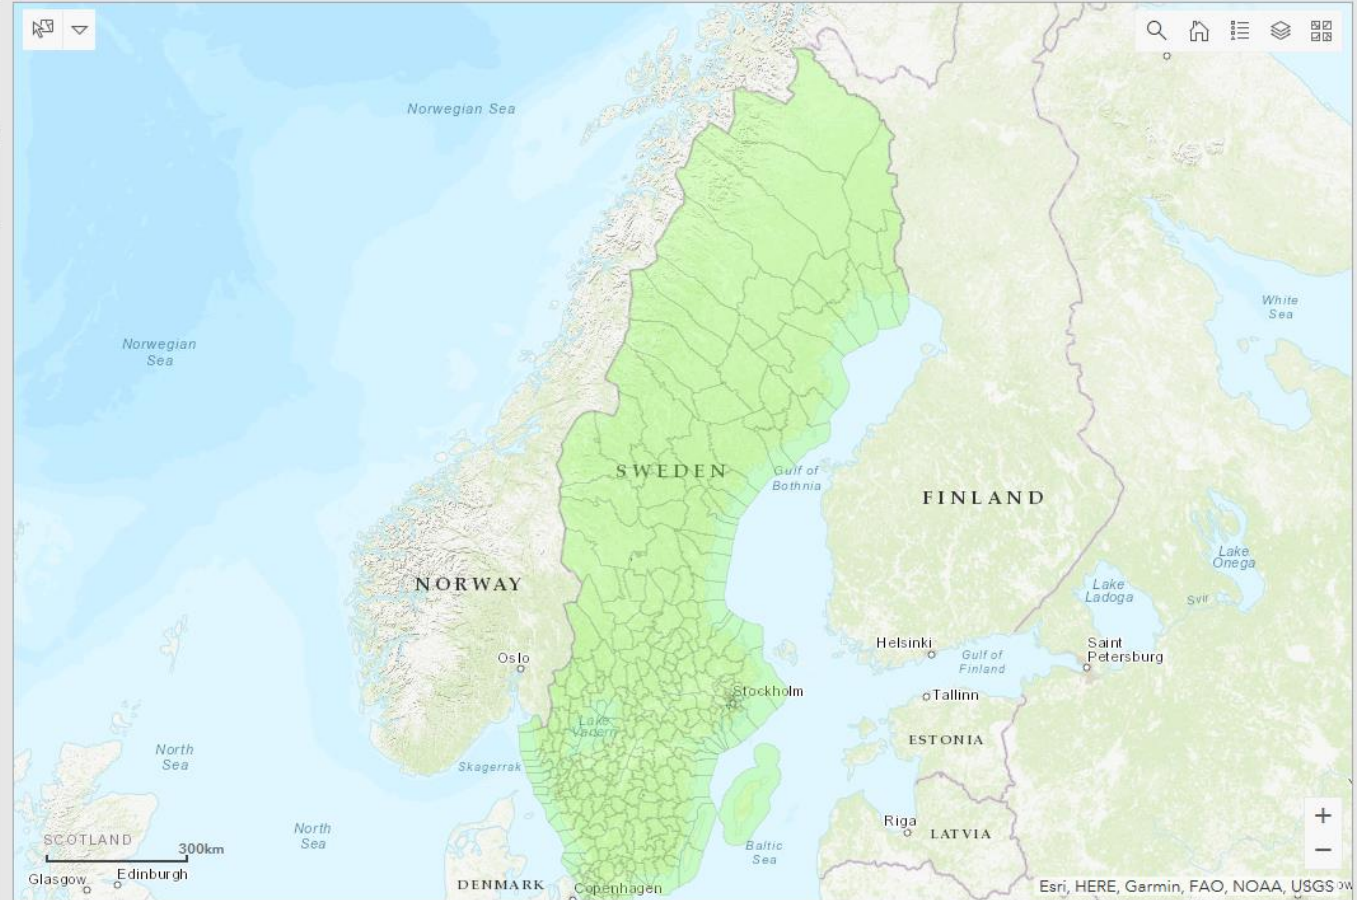 Norwegian Sea
Norwegian
Sea
White
Sea
SWEDEN
Gulf of
Bothnia
FINLAND
Lake
Onega
NORWAY
Lake
Ladoga
Svir
Helsinki
Saint
Petersburg
Gulf of
Finland
Oslo
Stockholm
Tallinn
Lake
Vanern
ESTONIA
North
Sea
Skagerrak
Riga
LATVIA
North
Sea
SCOTLAND
300km
Baltic
Sea
Glasgow
Edinburgh
DENMARK
Copenhagen
Esri, HERE, Garmin, FAO, NOAA, USGS